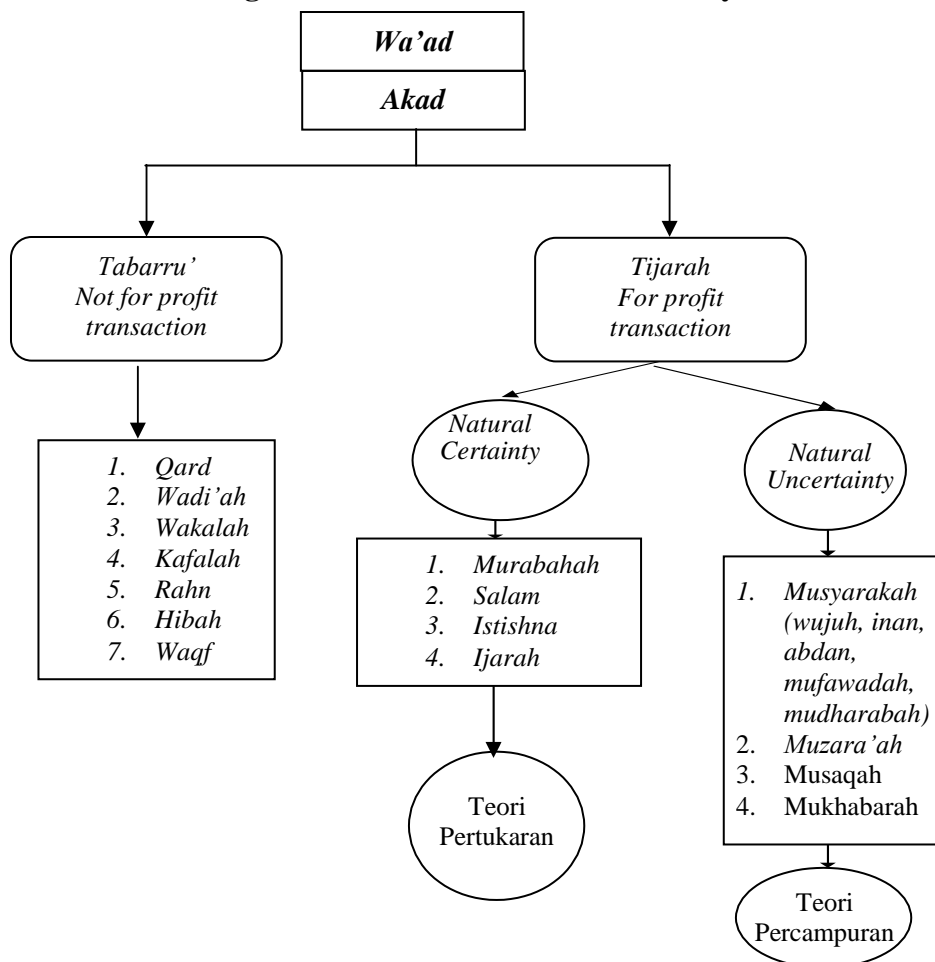 Wa’ad
Akad
Tabarru’
Not for profit
transaction
Tijarah
For profit
transaction
Natural
Certainty
Natural
Uncertainty
1. Qard
2. Wadi’ah
3. Wakalah
4. Kafalah
5. Rahn
6. Hibah
7. Waqf
1. Murabahah
2. Salam
3. Istishna
4. Ijarah
1. Musyarakah
(wujuh, inan,
abdan,
mufawadah,
mudharabah)
2. Muzara’ah
3. Musaqah
4. Mukhabarah
Teori
Pertukaran
Teori
Percampuran